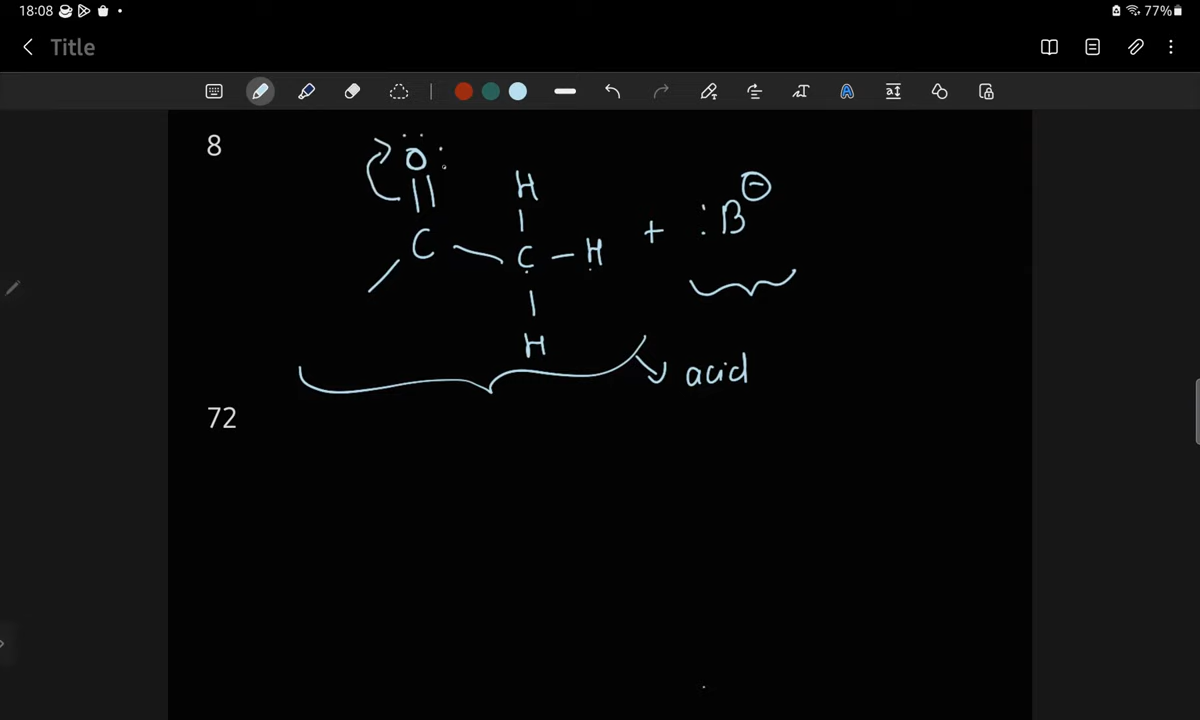 18:08 77%
Title
8
O
H
C C H + :B ⊖
H
acid
72